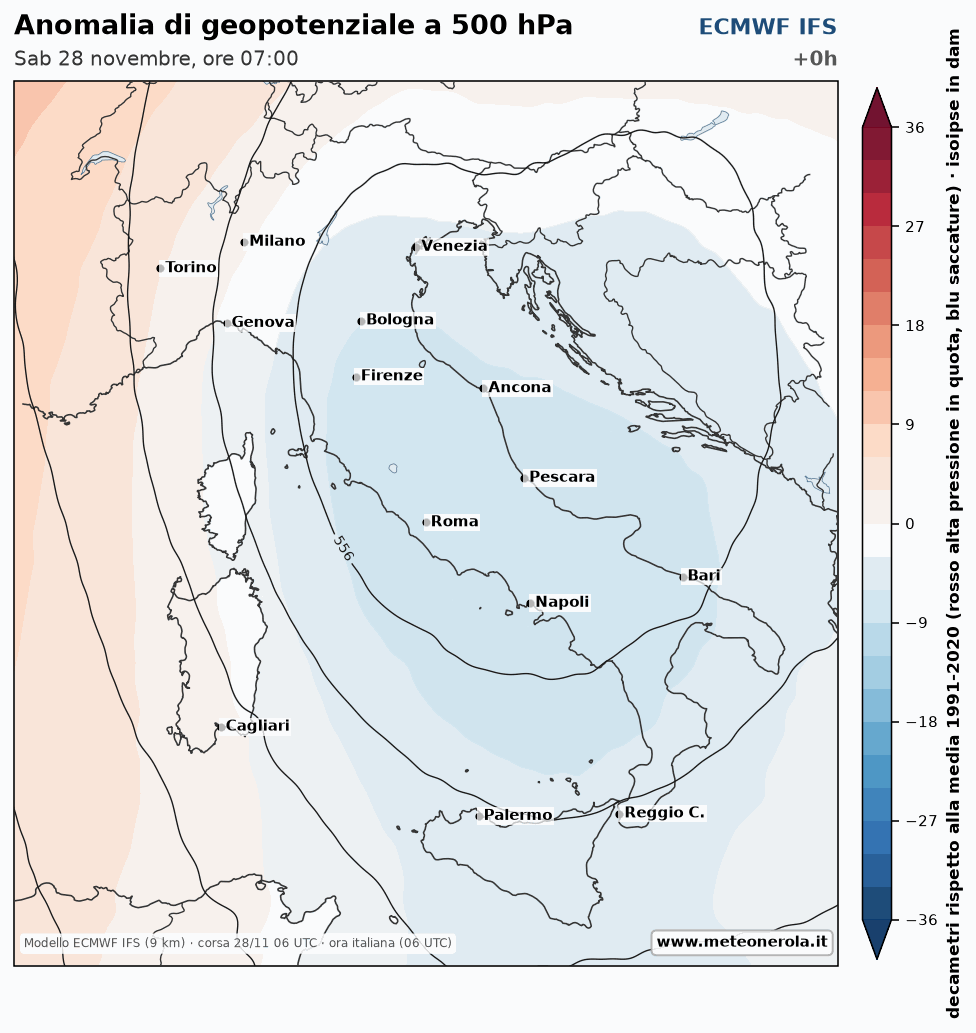 Anomalia di geopotenziale a 500 hPa
ECMWF IFS
Sab 28 novembre, ore 07:00
+0h
Milano
Venezia
Torino
Genova
Bologna
Firenze
Ancona
Pescara
Roma
556
Bari
Napoli
Cagliari
Palermo
Reggio C.
Modello ECMWF IFS (9 km) · corsa 28/11 06 UTC · ora italiana (06 UTC)
www.meteonerola.it
36
27
18
9
0
−9
−18
−27
−36
decametri rispetto alla media 1991-2020 (rosso alta pressione in quota, blu saccature) · isoipse in dam